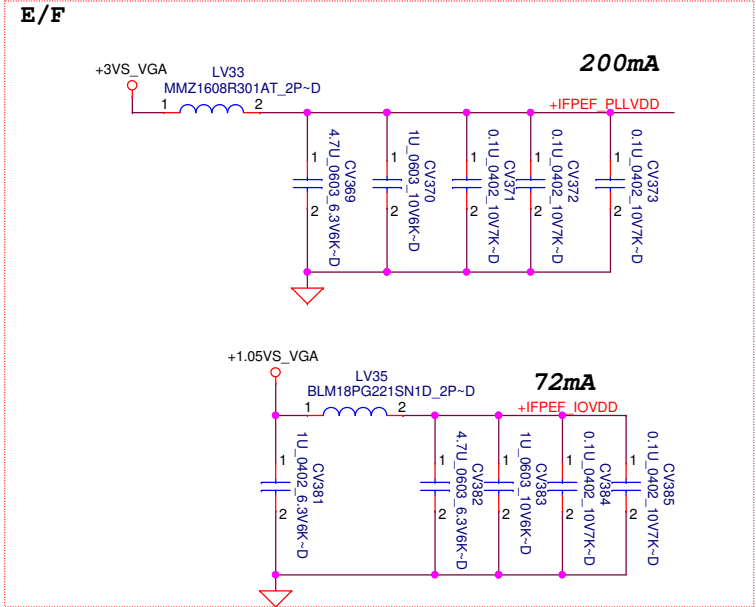 E/F
200mA
+3VS_VGA
LV33
MMZ1608R301AT_2P~D
1
2
+IFPEF_PLLVDD
1
2
CV369
4.7U_0603_6.3V6K~D
1
2
CV370
1U_0603_10V6K~D
1
2
CV371
0.1U_0402_10V7K~D
1
2
CV372
0.1U_0402_10V7K~D
1
2
CV373
0.1U_0402_10V7K~D
+1.05VS_VGA
LV35
BLM18PG221SN1D_2P~D
1
2
72mA
+IFPEF_IOVDD
1
2
CV381
1U_0402_6.3V6K~D
1
2
CV382
4.7U_0603_6.3V6K~D
1
2
CV383
1U_0603_10V6K~D
1
2
CV384
0.1U_0402_10V7K~D
1
2
CV385
0.1U_0402_10V7K~D